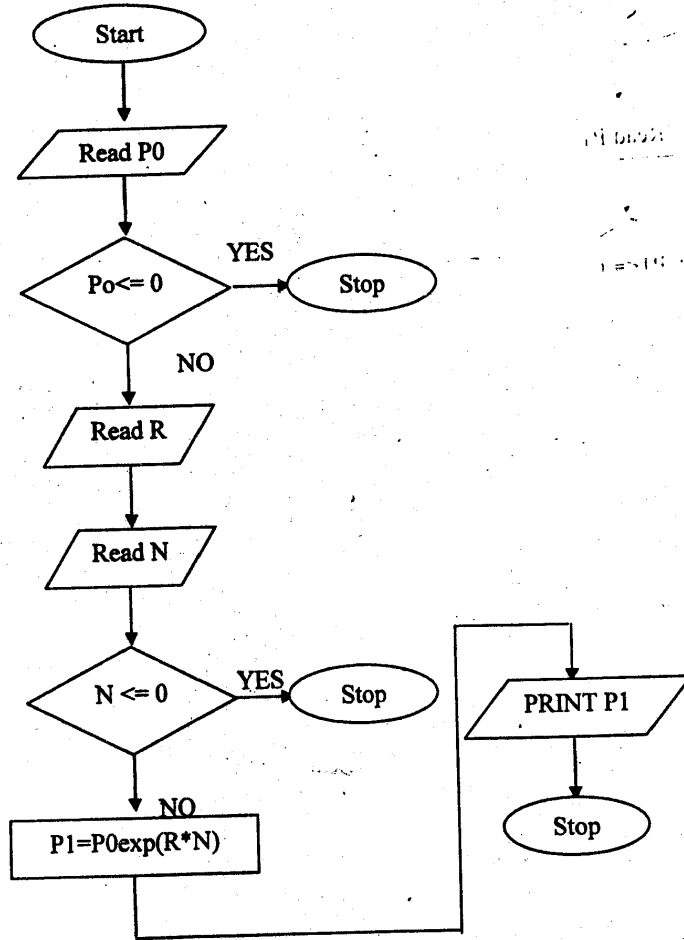 Start
Read P0
Po<= 0
YES
Stop
NO
Read R
Read N
N <= 0
YES
Stop
NO
P1=P0exp(R*N)
PRINT P1
Stop